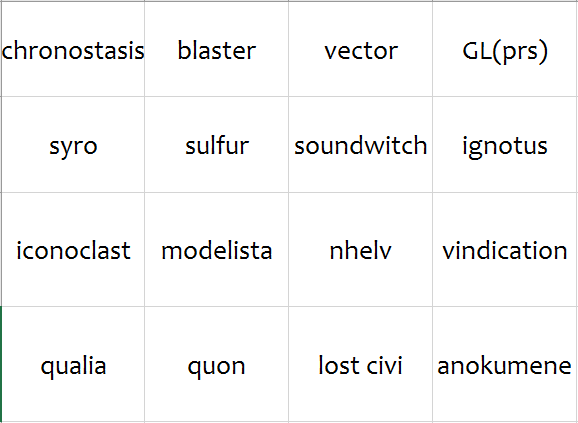 chronostasis blaster vector GL(prs)
syro sulfur soundwitch ignotus
iconoclast modelista nhelv vindication
qualia quon lost civi anokumene